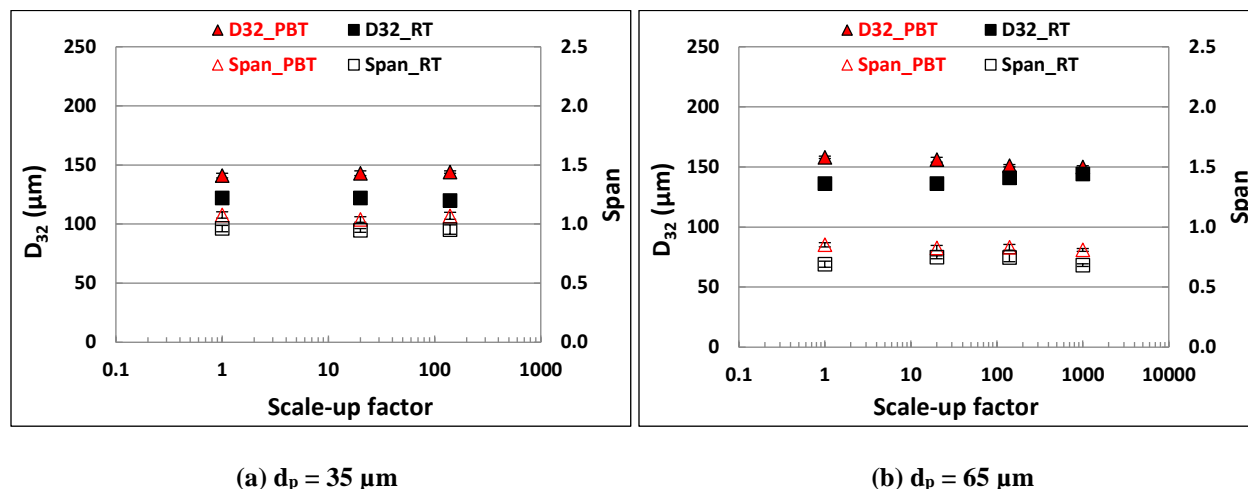 D32_PBT D32_RT
Span_PBT Span_RT
250 2.5
200 2.0
150 1.5
100 1.0
50 0.5
0 0.0
0.1 1 10 100 1000
D32 (µm)
Span
Scale-up factor
(a) dp = 35 µm
D32_PBT D32_RT
Span_PBT Span_RT
250 2.5
200 2.0
150 1.5
100 1.0
50 0.5
0 0.0
0.1 1 10 100 1000 10000
D32 (µm)
Span
Scale-up factor
(b) dp = 65 µm